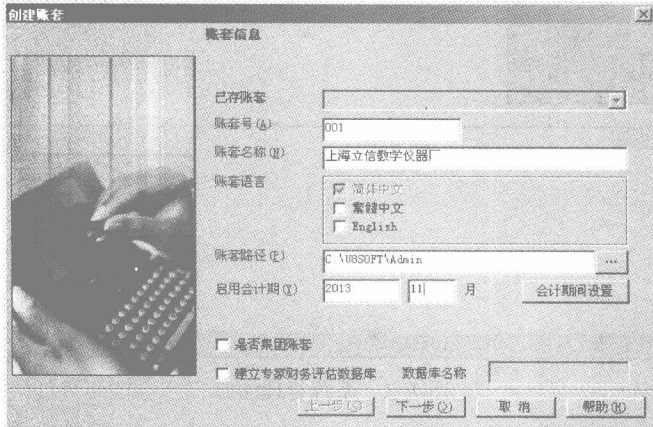 创建账套
账套信息
已存账套
账套号(A) 001
账套名称(N) 上海立信教学仪器厂
账套语言
简体中文
繁體中文
English
账套路径(P) C \U8SOFT\Admin ...
启用会计期(Y) 2013 11 月 会计期间设置
是否集团账套
建立专家财务评估数据库 数据库名称
上一步 下一步(O) 取消 帮助(H)